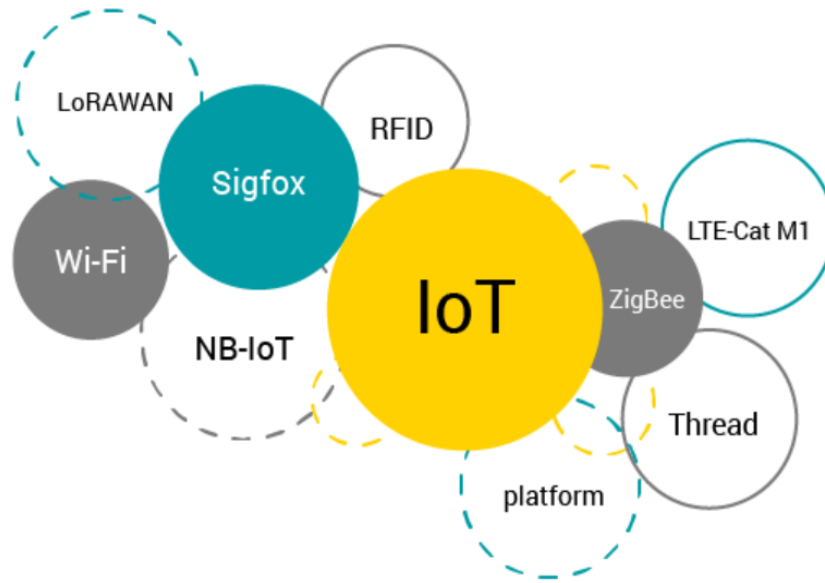 LoRAWAN
RFID
Sigfox
LTE-Cat M1
Wi-Fi
IoT
ZigBee
NB-IoT
Thread
platform